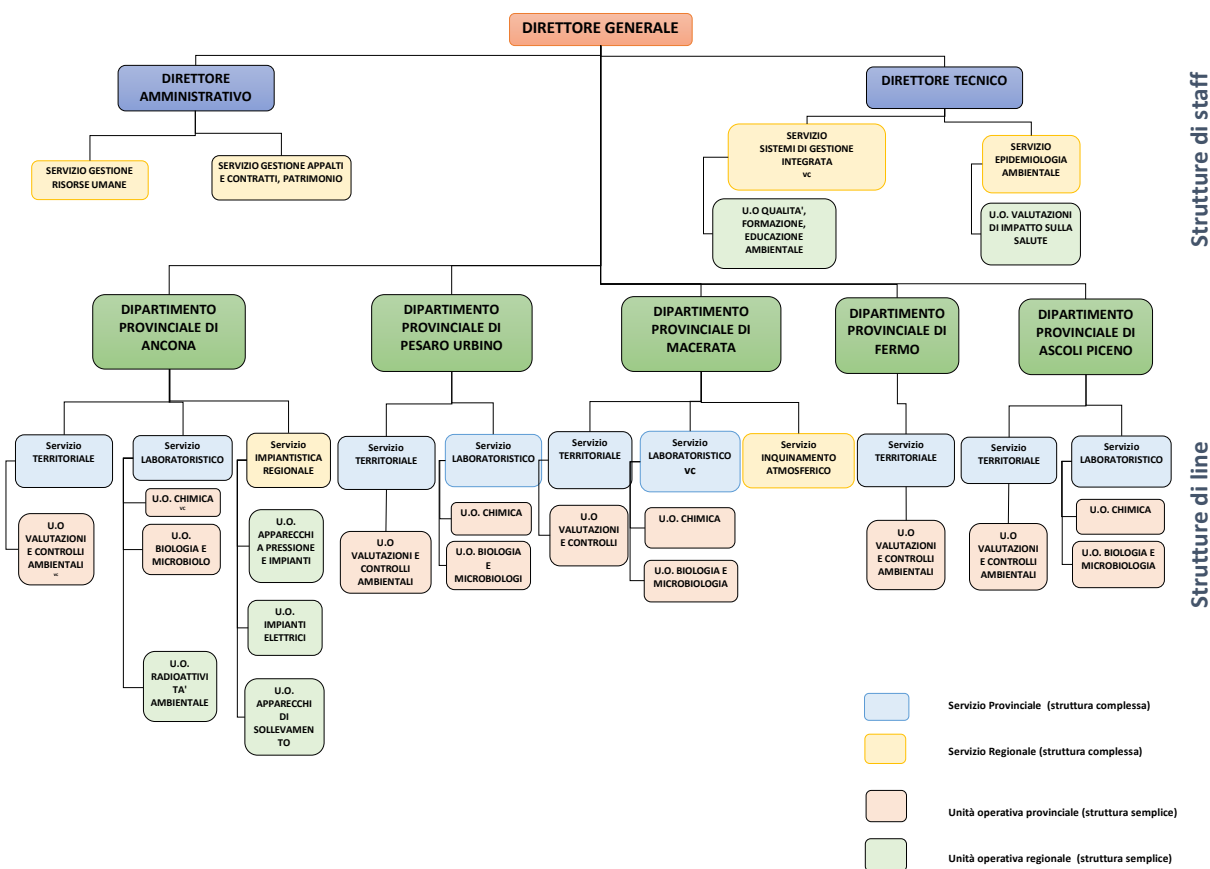 DIRETTORE GENERALE
DIRETTORE
AMMINISTRATIVO
DIRETTORE TECNICO
SERVIZIO GESTIONE
RISORSE UMANE
SERVIZIO GESTIONE APPALTI
E CONTRATTI, PATRIMONIO
SERVIZIO
SISTEMI DI GESTIONE
INTEGRATA
vc
SERVIZIO
EPIDEMIOLOGIA
AMBIENTALE
U.O QUALITA',
FORMAZIONE,
EDUCAZIONE
AMBIENTALE
U.O. VALUTAZIONI
DI IMPATTO SULLA
SALUTE
Strutture di staff
DIPARTIMENTO
PROVINCIALE DI
ANCONA
DIPARTIMENTO
PROVINCIALE DI
PESARO URBINO
DIPARTIMENTO
PROVINCIALE DI
MACERATA
DIPARTIMENTO
PROVINCIALE DI
FERMO
DIPARTIMENTO
PROVINCIALE DI
ASCOLI PICENO
Servizio
TERRITORIALE
Servizio
LABORATORISTICO
Servizio
IMPIANTISTICA
REGIONALE
Servizio
TERRITORIALE
Servizio
LABORATORISTICO
Servizio
TERRITORIALE
Servizio
LABORATORISTICO
vc
Servizio
INQUINAMENTO
ATMOSFERICO
Servizio
TERRITORIALE
Servizio
TERRITORIALE
Servizio
LABORATORISTICO
U.O
VALUTAZIONI
E CONTROLLI
AMBIENTALI
vc
U.O. CHIMICA
vc
U.O.
BIOLOGIA E
MICROBIOLO
U.O.
RADIOATTIVI
TA'
AMBIENTALE
U.O.
APPARECCHI
A PRESSIONE
E IMPIANTI
U.O.
IMPIANTI
ELETTRICI
U.O.
APPARECCHI
DI
SOLLEVAME
NTO
U.O
VALUTAZIONI E
CONTROLLI
AMBIENTALI
U.O. CHIMICA
U.O. BIOLOGIA
E
MICROBIOLOGI
U.O
VALUTAZIONI
E CONTROLLI
U.O. CHIMICA
U.O. BIOLOGIA E
MICROBIOLOGIA
U.O
VALUTAZIONI
E CONTROLLI
AMBIENTALI
U.O
VALUTAZIONI
E CONTROLLI
AMBIENTALI
U.O. CHIMICA
U.O. BIOLOGIA E
MICROBIOLOGIA
Strutture di line
Servizio Provinciale (struttura complessa)
Servizio Regionale (struttura complessa)
Unità operativa provinciale (struttura semplice)
Unità operativa regionale (struttura semplice)